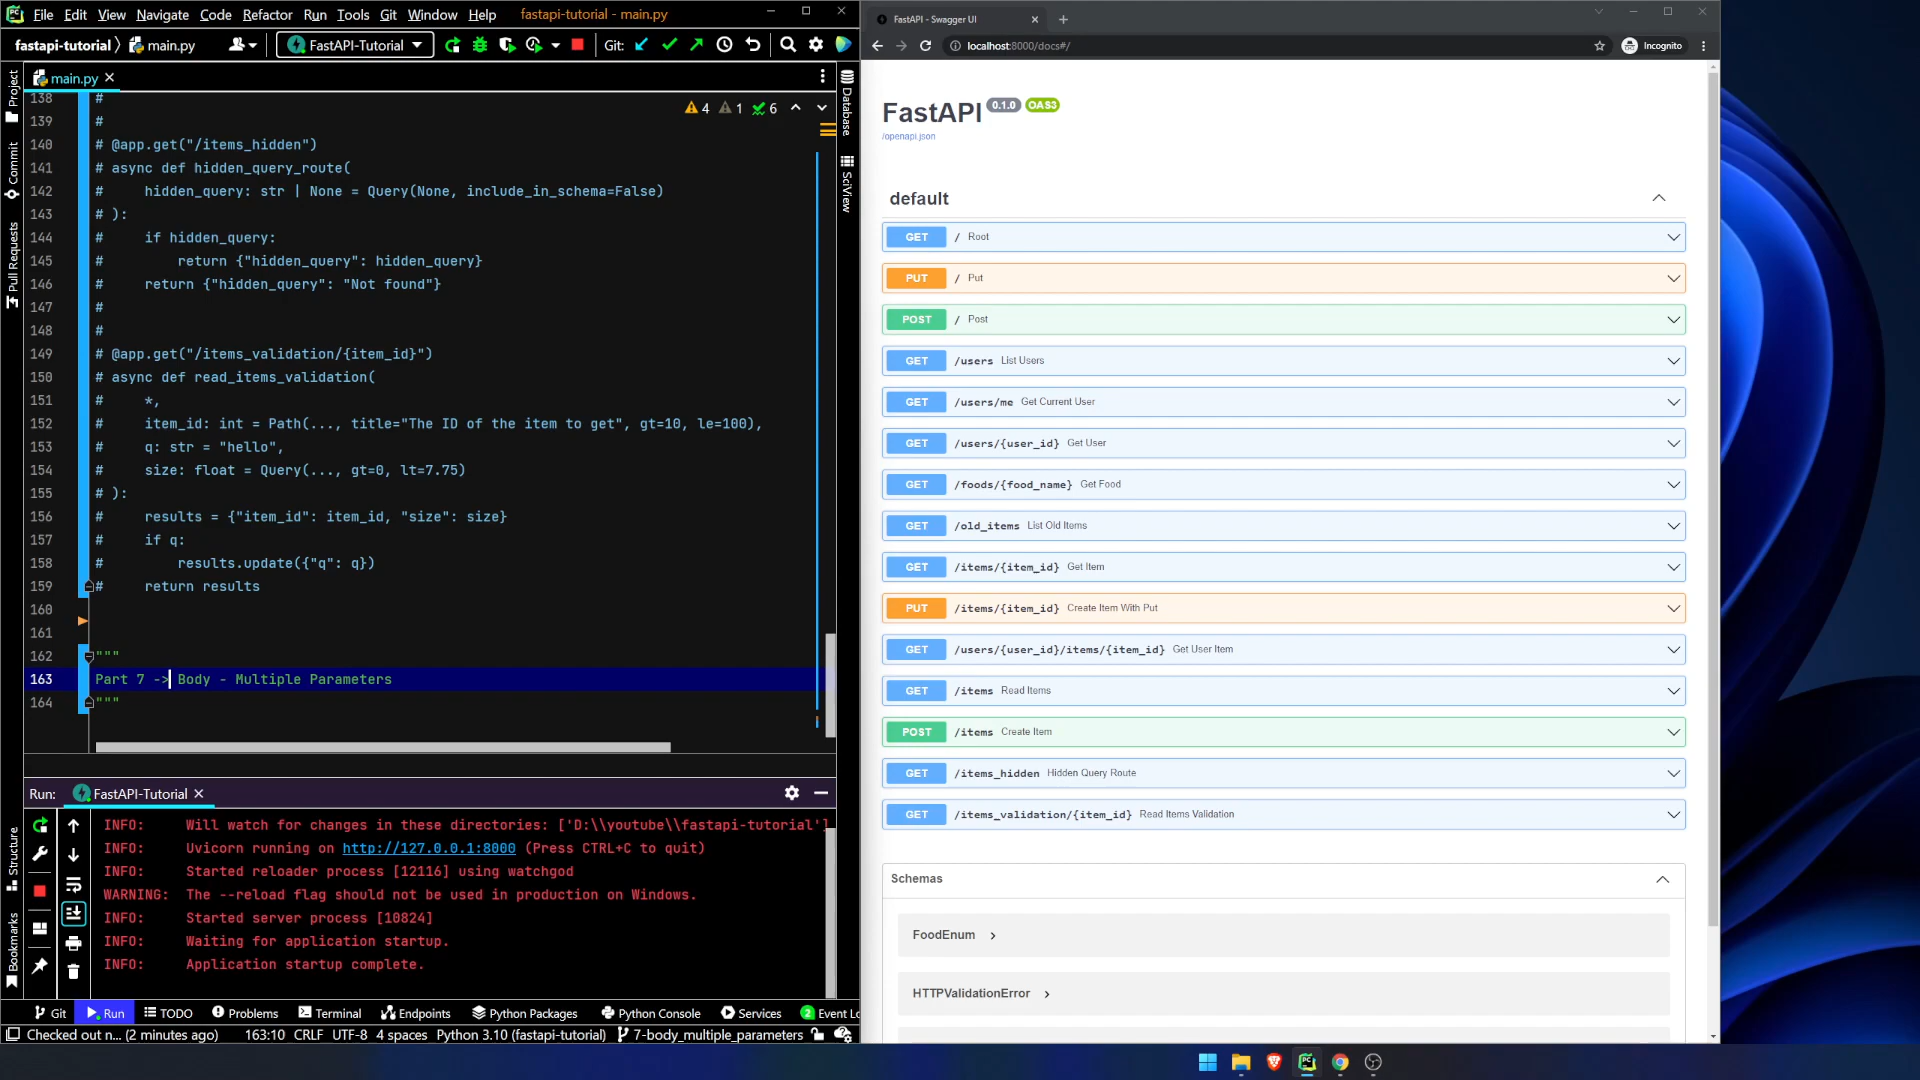 File Edit View Navigate Code Refactor Run Tools Git Window Help fastapi-tutorial - main.py
fastapi-tutorial main.py FastAPI-Tutorial Git:
main.py
4 1 6
138 #
139 #
140 # @app.get("/items_hidden")
141 # async def hidden_query_route(
142 #     hidden_query: str | None = Query(None, include_in_schema=False)
143 # ):
144 #     if hidden_query:
145 #         return {"hidden_query": hidden_query}
146 #     return {"hidden_query": "Not found"}
147 #
148 #
149 # @app.get("/items_validation/{item_id}")
150 # async def read_items_validation(
151 #     *,
152 #     item_id: int = Path(..., title="The ID of the item to get", gt=10, le=100),
153 #     q: str = "hello",
154 #     size: float = Query(..., gt=0, lt=7.75)
155 # ):
156 #     results = {"item_id": item_id, "size": size}
157 #     if q:
158 #         results.update({"q": q})
159 #     return results
160
161
162 """
163 Part 7 -> Body - Multiple Parameters
164 """
Project
Commit
Pull Requests
Structure
Bookmarks
Database
SciView
Run: FastAPI-Tutorial
INFO: Will watch for changes in these directories: ['D:\\youtube\\fastapi-tutorial']
INFO: Uvicorn running on http://127.0.0.1:8000 (Press CTRL+C to quit)
INFO: Started reloader process [12116] using watchgod
WARNING: The --reload flag should not be used in production on Windows.
INFO: Started server process [10824]
INFO: Waiting for application startup.
INFO: Application startup complete.
Git Run TODO Problems Terminal Endpoints Python Packages Python Console Services 2 Event Lo
Checked out n... (2 minutes ago) 163:10 CRLF UTF-8 4 spaces Python 3.10 (fastapi-tutorial) 7-body_multiple_parameters
FastAPI - Swagger UI
localhost:8000/docs#/ Incognito
FastAPI 0.1.0 OAS3
/openapi.json
default
GET / Root
PUT / Put
POST / Post
GET /users List Users
GET /users/me Get Current User
GET /users/{user_id} Get User
GET /foods/{food_name} Get Food
GET /old_items List Old Items
GET /items/{item_id} Get Item
PUT /items/{item_id} Create Item With Put
GET /users/{user_id}/items/{item_id} Get User Item
GET /items Read Items
POST /items Create Item
GET /items_hidden Hidden Query Route
GET /items_validation/{item_id} Read Items Validation
Schemas
FoodEnum
HTTPValidationError